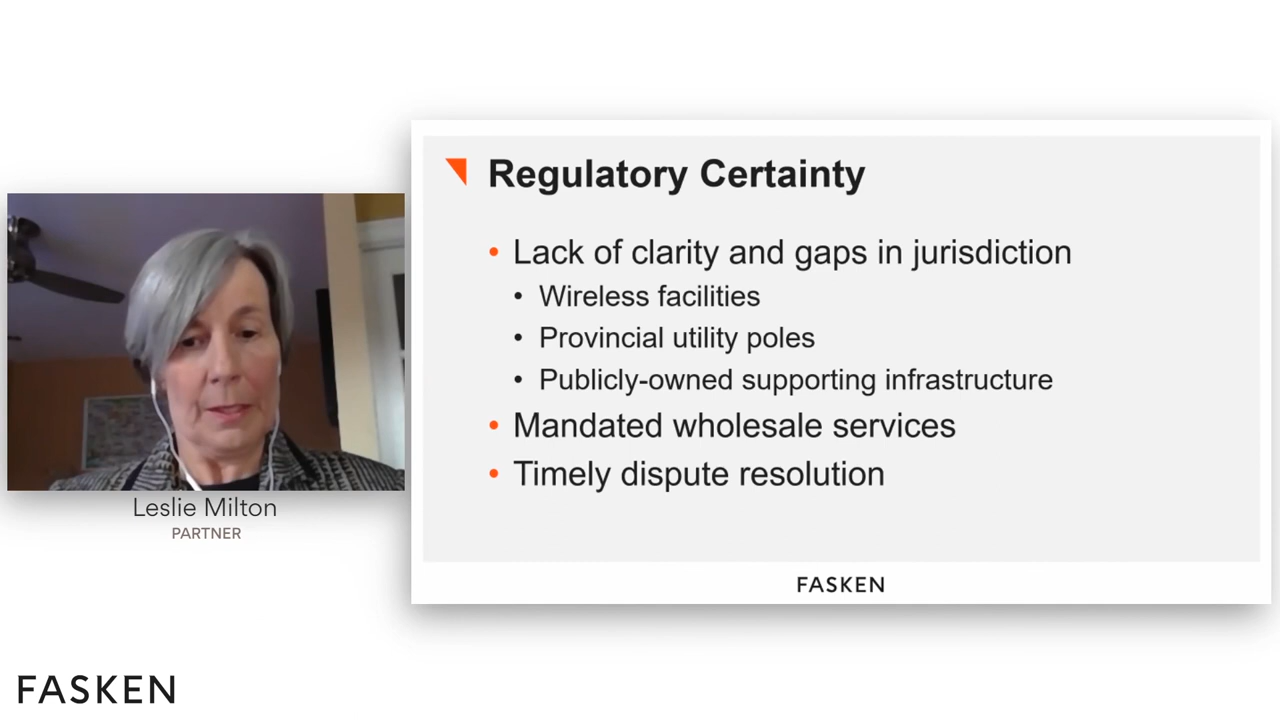 Regulatory Certainty
• Lack of clarity and gaps in jurisdiction
• Wireless facilities
• Provincial utility poles
• Publicly-owned supporting infrastructure
• Mandated wholesale services
• Timely dispute resolution
FASKEN
Leslie Milton
PARTNER
FASKEN